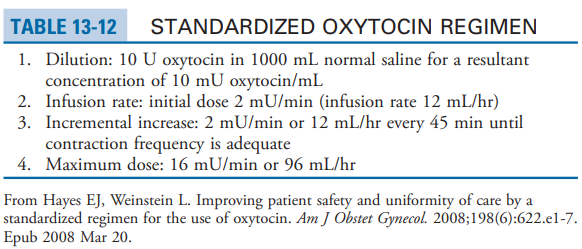 TABLE 13-12 STANDARDIZED OXYTOCIN REGIMEN
1. Dilution: 10 U oxytocin in 1000 mL normal saline for a resultant
concentration of 10 mU oxytocin/mL
2. Infusion rate: initial dose 2 mU/min (infusion rate 12 mL/hr)
3. Incremental increase: 2 mU/min or 12 mL/hr every 45 min until
contraction frequency is adequate
4. Maximum dose: 16 mU/min or 96 mL/hr
From Hayes EJ, Weinstein L. Improving patient safety and uniformity of care by a
standardized regimen for the use of oxytocin. Am J Obstet Gynecol. 2008;198(6):622.e1-7.
Epub 2008 Mar 20.